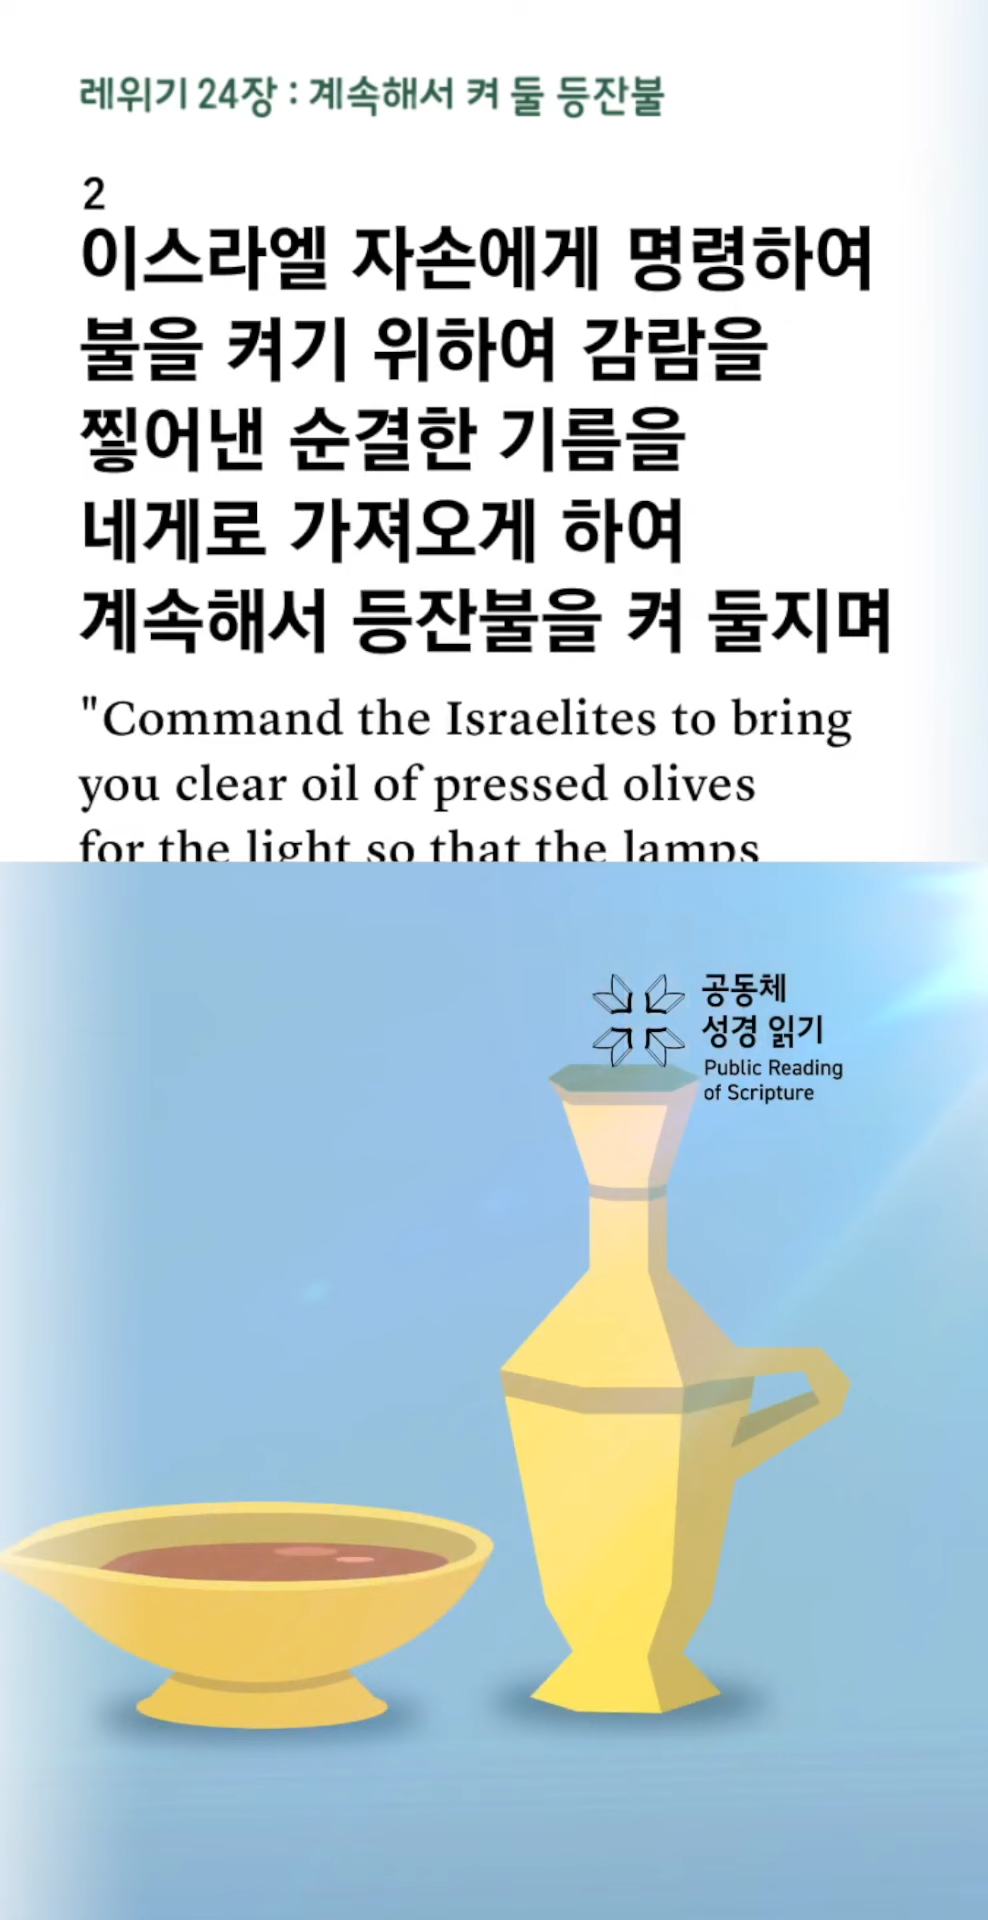 레위기 24장 : 계속해서 켜 둘 등잔불
2
이스라엘 자손에게 명령하여
불을 켜기 위하여 감람을
찧어낸 순결한 기름을
네게로 가져오게 하여
계속해서 등잔불을 켜 둘지며
"Command the Israelites to bring
you clear oil of pressed olives
for the light so that the lamps
공동체
성경 읽기
Public Reading
of Scripture